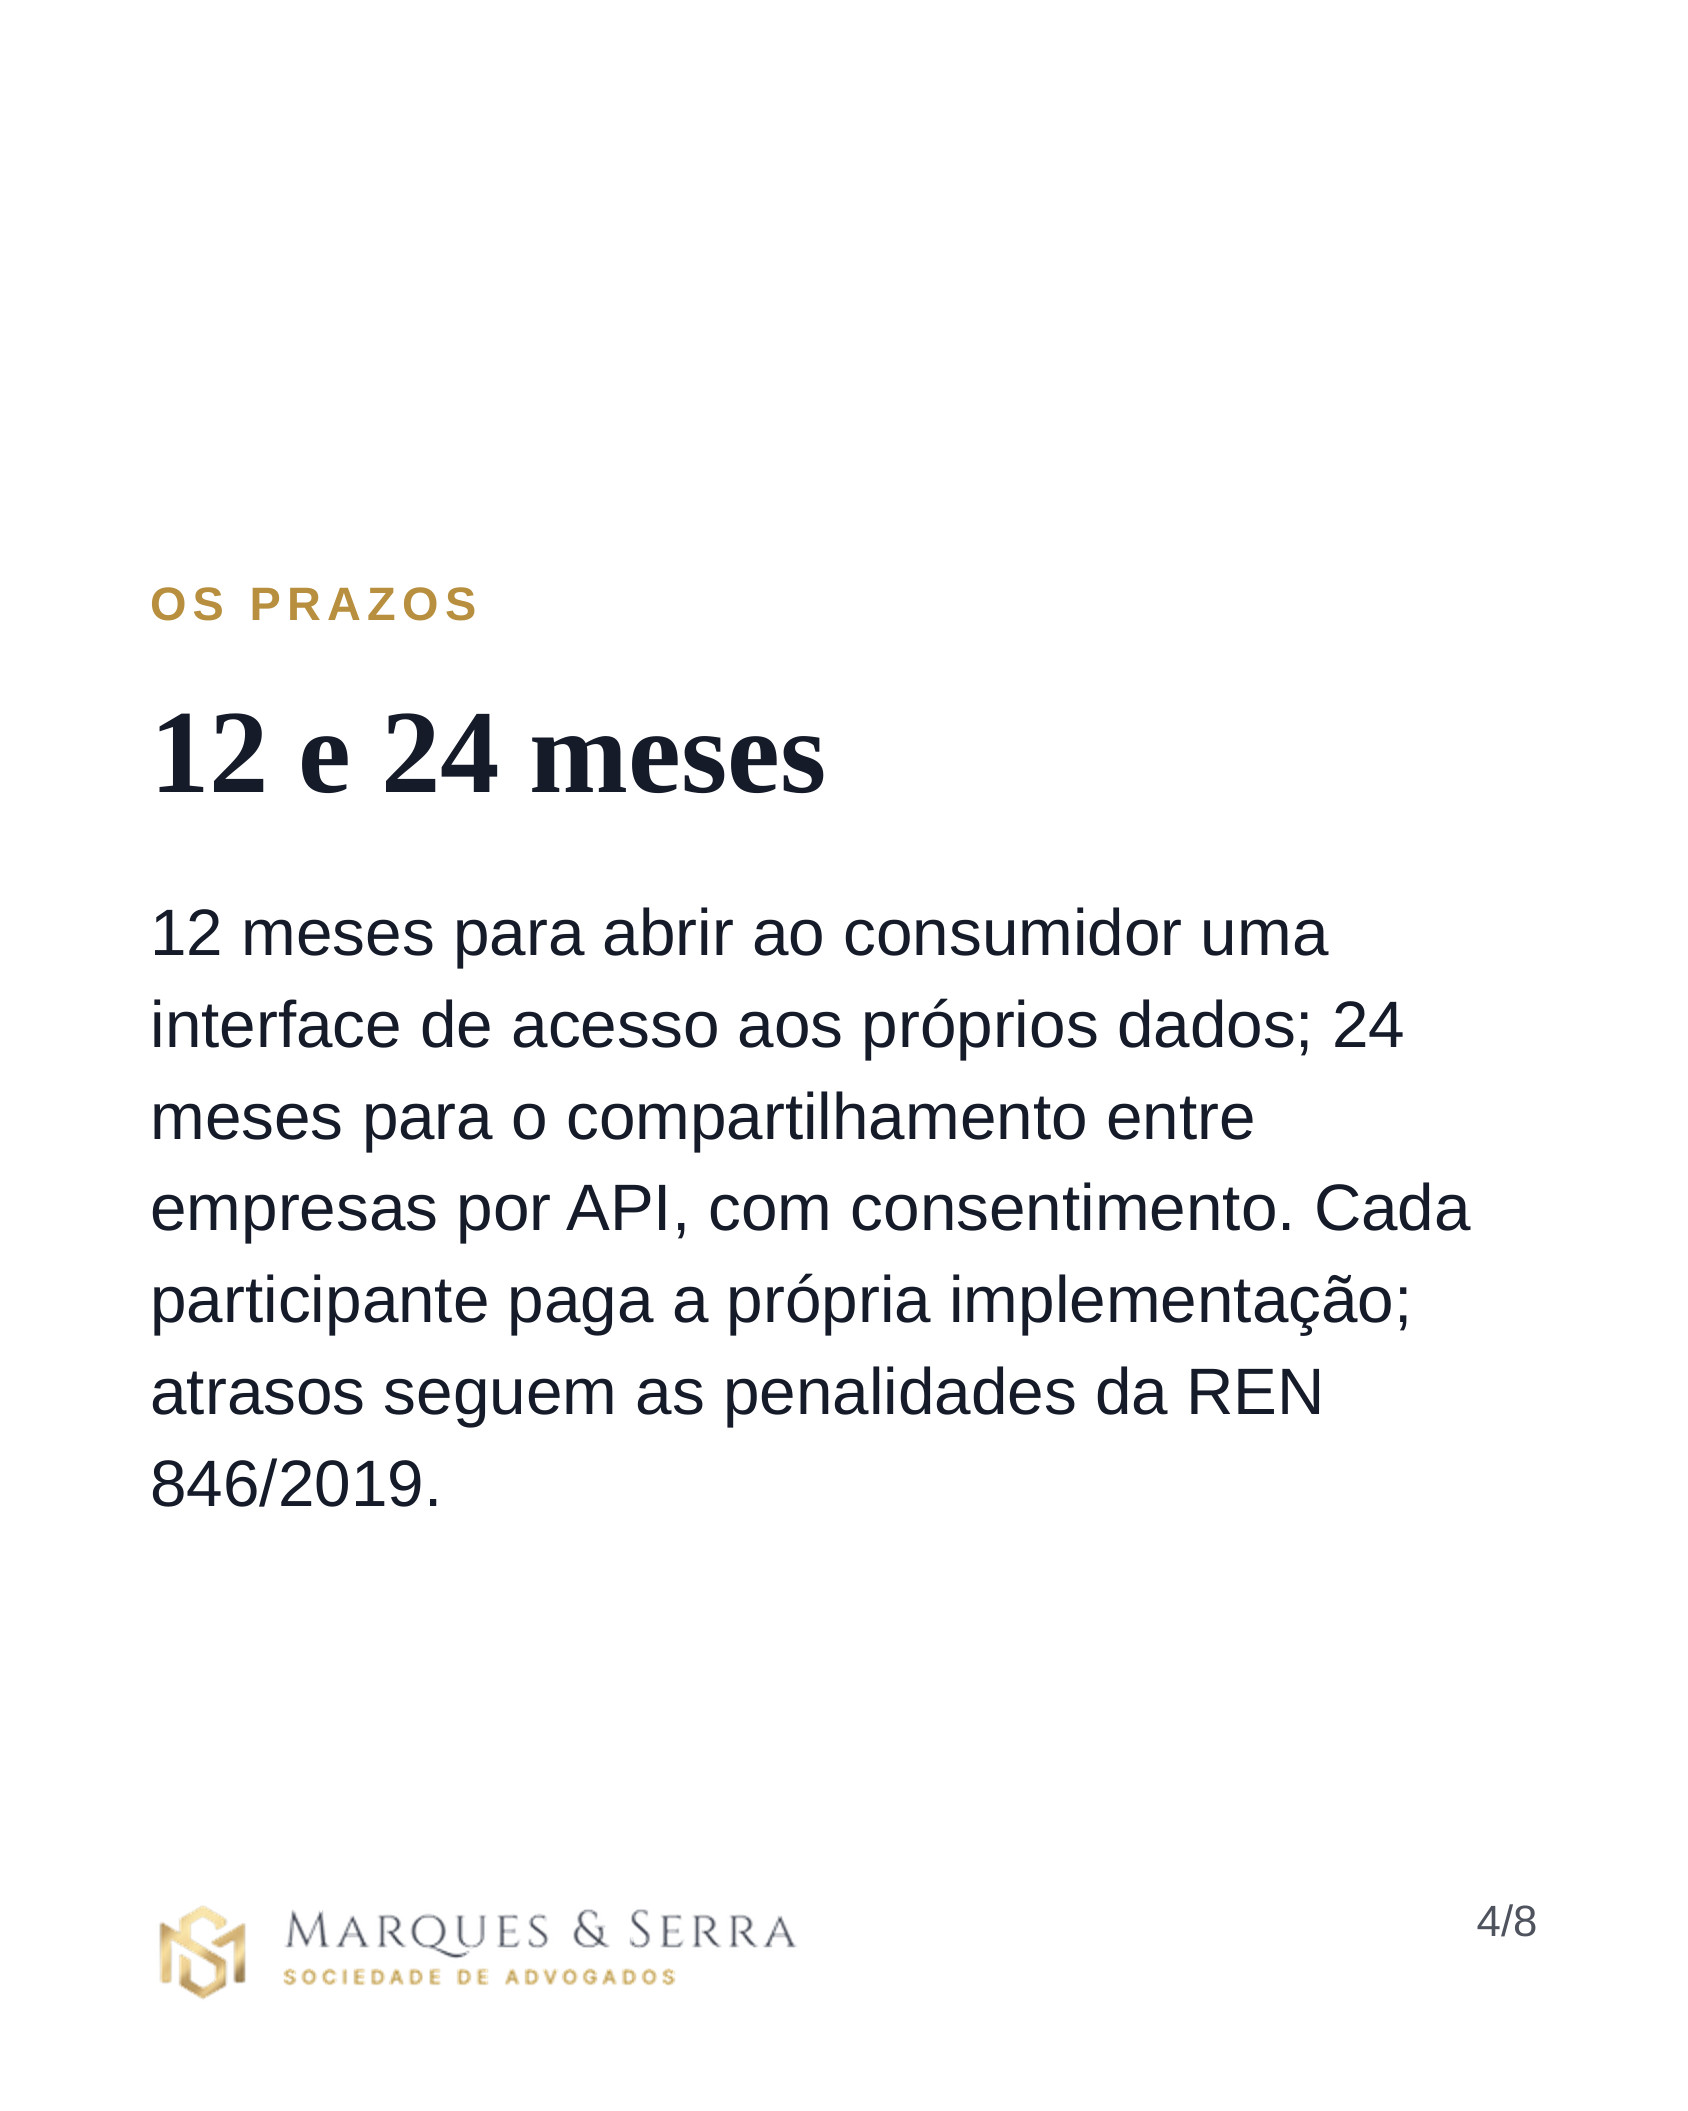 OS PRAZOS
12 e 24 meses
12 meses para abrir ao consumidor uma
interface de acesso aos próprios dados; 24
meses para o compartilhamento entre
empresas por API, com consentimento. Cada
participante paga a própria implementação;
atrasos seguem as penalidades da REN
846/2019.
MARQUES & SERRA
SOCIEDADE DE ADVOGADOS
4/8